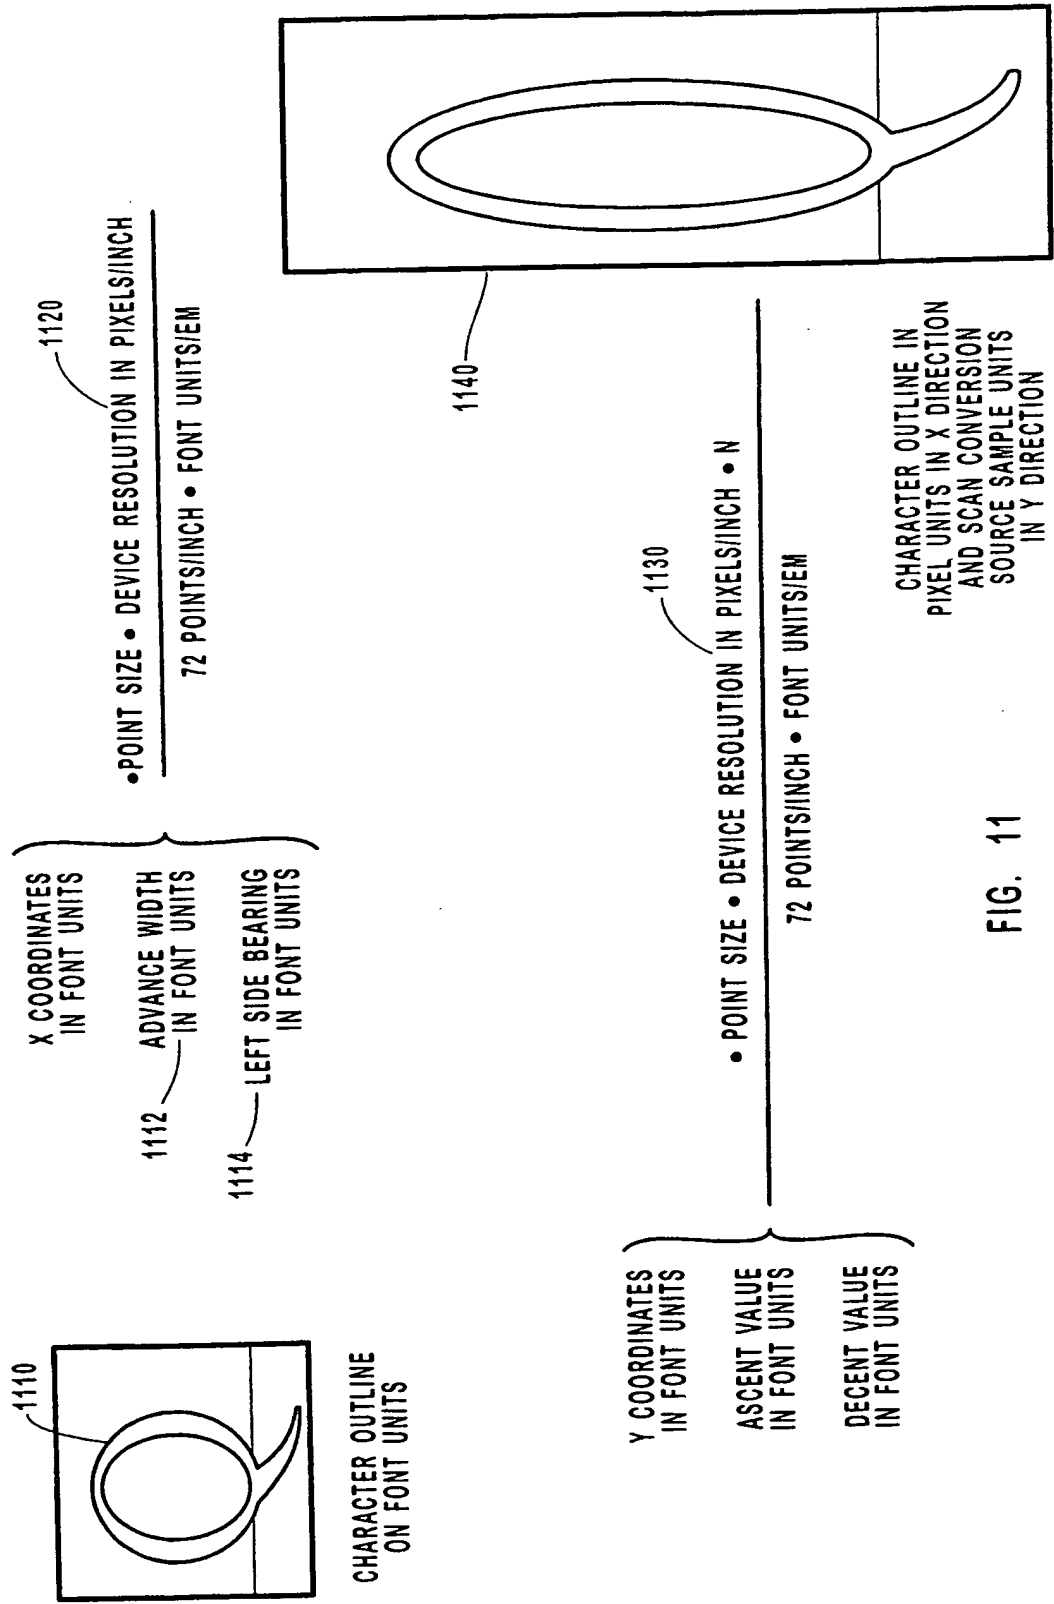 1110
CHARACTER OUTLINE
ON FONT UNITS
X COORDINATES
IN FONT UNITS
ADVANCE WIDTH
1112
IN FONT UNITS
1114
LEFT SIDE BEARING
IN FONT UNITS
1120
•POINT SIZE • DEVICE RESOLUTION IN PIXELS/INCH
72 POINTS/INCH • FONT UNITS/EM
Y COORDINATES
IN FONT UNITS
ASCENT VALUE
IN FONT UNITS
DECENT VALUE
IN FONT UNITS
1130
• POINT SIZE • DEVICE RESOLUTION IN PIXELS/INCH • N
72 POINTS/INCH • FONT UNITS/EM
1140
CHARACTER OUTLINE IN
PIXEL UNITS IN X DIRECTION
AND SCAN CONVERSION
SOURCE SAMPLE UNITS
IN Y DIRECTION
FIG. 11